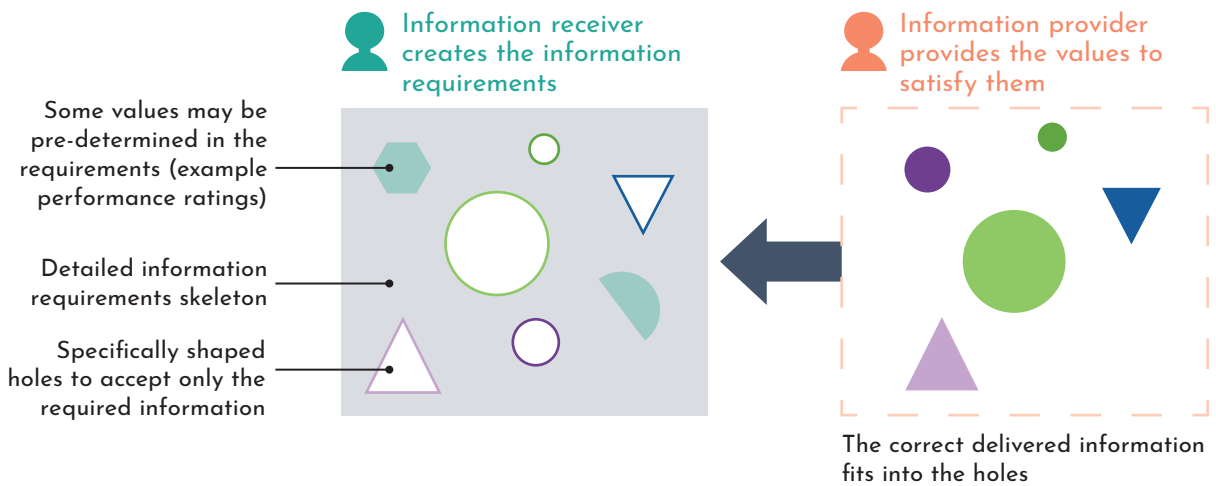 Information receiver
creates the information
requirements
Information provider
provides the values to
satisfy them
Some values may be
pre-determined in the
requirements (example
performance ratings)
Detailed information
requirements skeleton
Specifically shaped
holes to accept only the
required information
The correct delivered information
fits into the holes